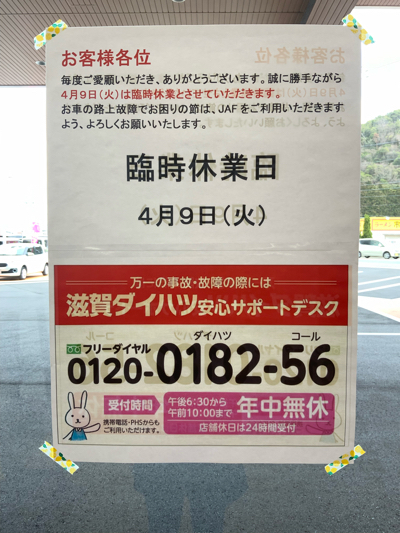 お客様各位
毎度ご愛願いただき、ありがとうございます。誠に勝手ながら
4月9日(火)は臨時休業とさせていただきます。
お車の路上故障でお困りの節は、JAFをご利用いただきます
よう、よろしくお願いいたします。
臨時休業日
4月9日(火)
万一の事故・故障の際には
滋賀ダイハツ安心サポートデスク
ダイハツ コール
フリーダイヤル
0120-0182-56
受付時間
午後6:30から
午前10:00まで
年中無休
店舗休日は24時間受付
携帯電話・PHSからも
ご利用いただけます。